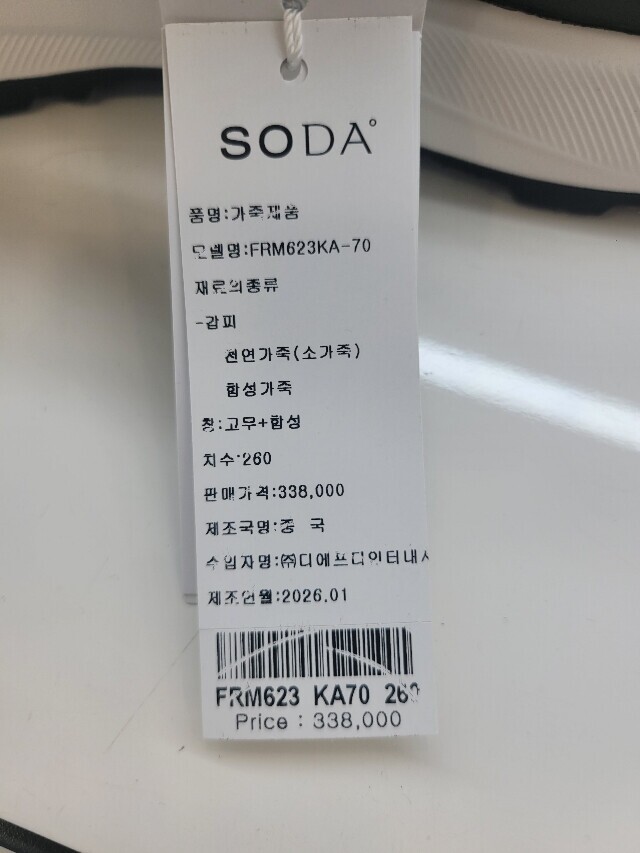 SODA°
품명:가죽제품
모델명:FRM623KA-70
재료의종류
-갑피
천연가죽(소가죽)
합성가죽
창:고무+합성
치수:260
판매가격:338,000
제조국명:중 국
수입자명:㈜디에프디인터내
제조연월:2026.01
FRM623 KA70 260
Price : 338,000